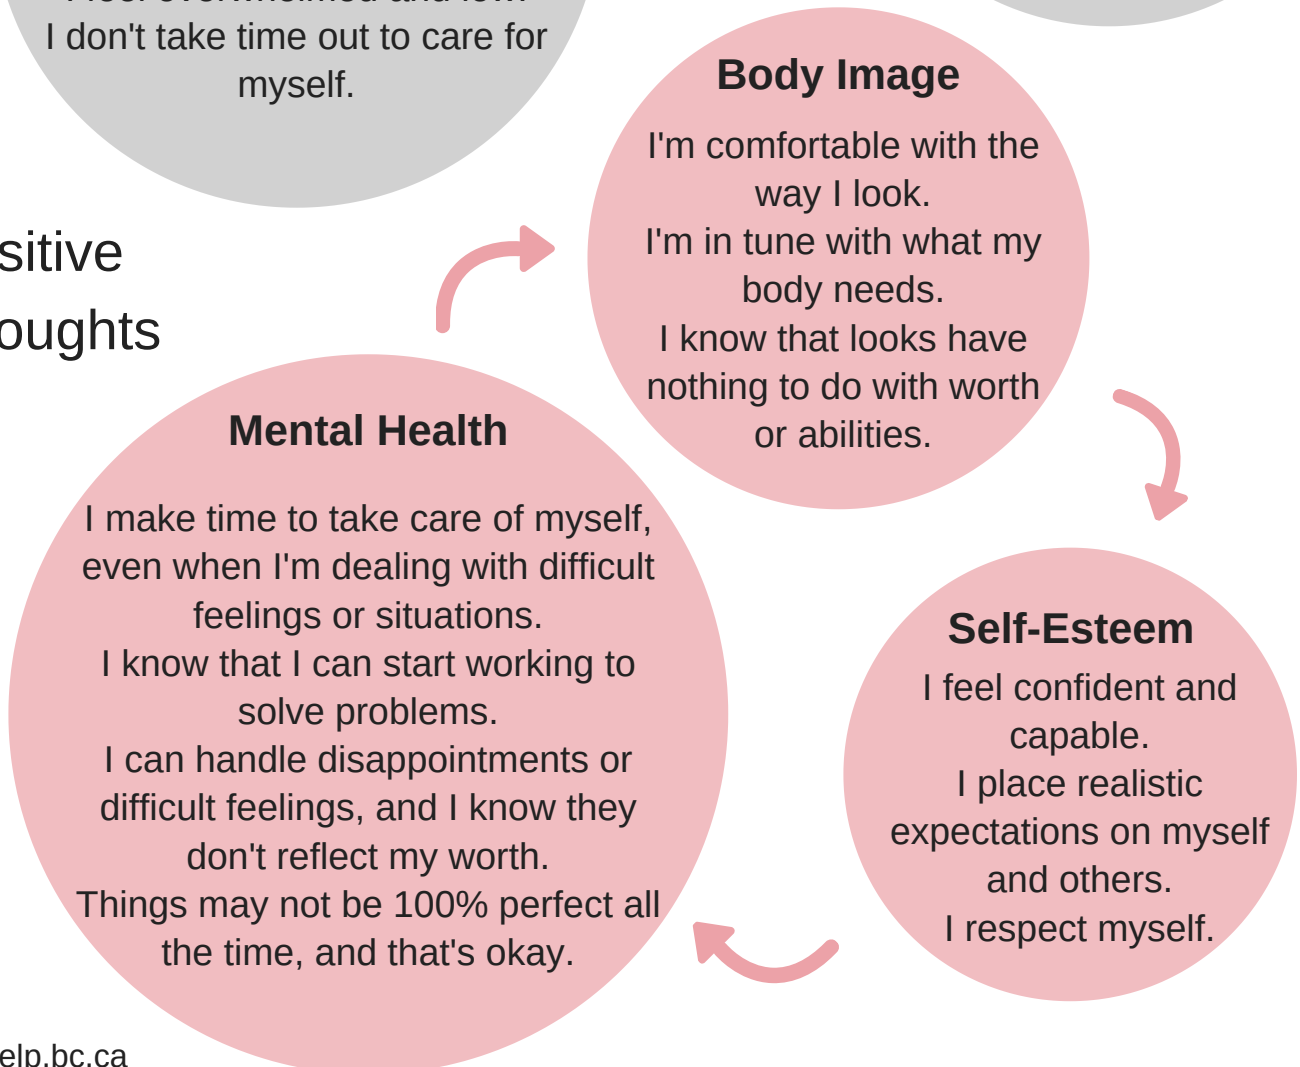 I don't take time out to care for
myself.
sitive
oughts
Body Image
I'm comfortable with the
way I look.
I'm in tune with what my
body needs.
I know that looks have
nothing to do with worth
or abilities.
Mental Health
I make time to take care of myself,
even when I'm dealing with difficult
feelings or situations.
I know that I can start working to
solve problems.
I can handle disappointments or
difficult feelings, and I know they
don't reflect my worth.
Things may not be 100% perfect all
the time, and that's okay.
Self-Esteem
I feel confident and
capable.
I place realistic
expectations on myself
and others.
I respect myself.
elp.bc.ca